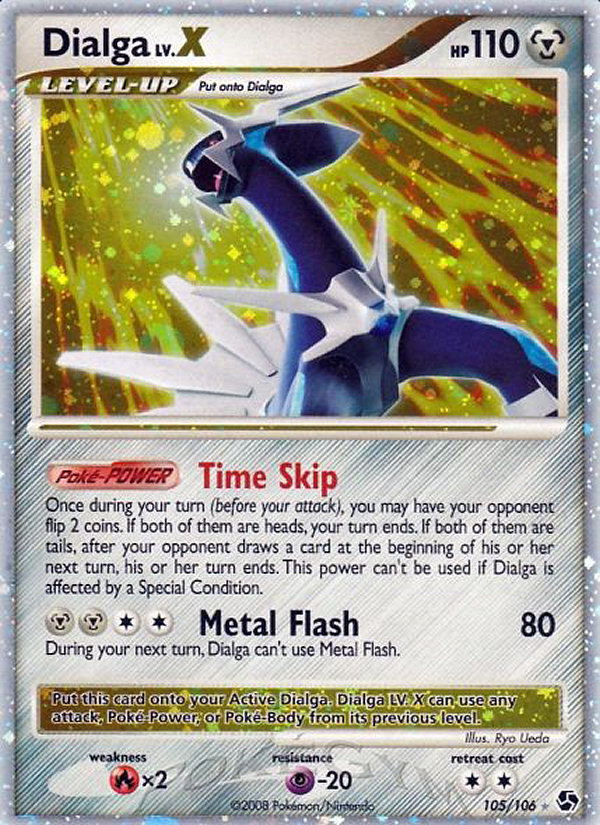 Dialga LV.X HP 110
LEVEL-UP Put onto Dialga
Poké-POWER Time Skip
Once during your turn (before your attack), you may have your opponent
flip 2 coins. If both of them are heads, your turn ends. If both of them are
tails, after your opponent draws a card at the beginning of his or her
next turn, his or her turn ends. This power can't be used if Dialga is
affected by a Special Condition.
Metal Flash 80
During your next turn, Dialga can't use Metal Flash.
Put this card onto your Active Dialga. Dialga LV. X can use any
attack, Poké-Power, or Poké-Body from its previous level.
Illus. Ryo Ueda
weakness resistance retreat cost
×2 -20
©2008 Pokémon/Nintendo 105/106